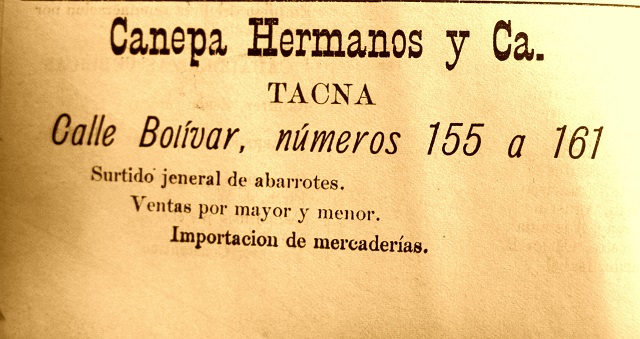 Canepa Hermanos y Ca.
TACNA
Calle Bolívar, números 155 a 161
Surtido jeneral de abarrotes.
Ventas por mayor y menor.
Importacion de mercaderías.